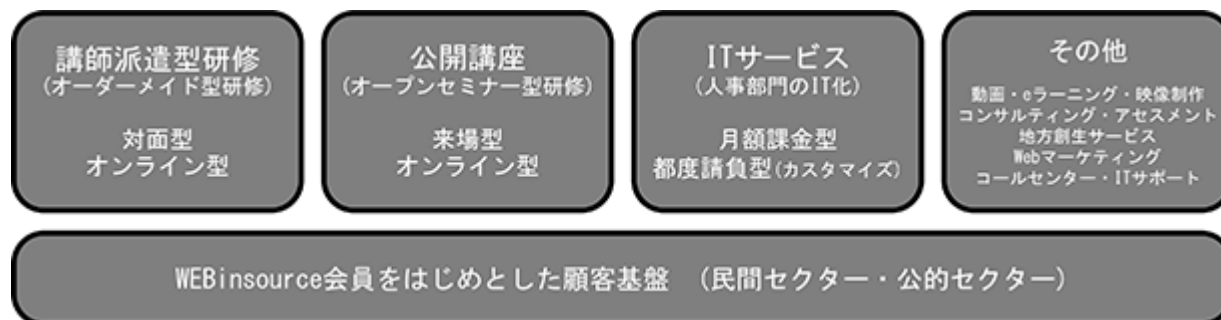 講師派遣型研修
(オーダーメイド型研修)
対面型
オンライン型
公開講座
(オープンセミナー型研修)
来場型
オンライン型
ITサービス
(人事部門のIT化)
月額課金型
都度請負型(カスタマイズ)
その他
動画・eラーニング・映像制作
コンサルティング・アセスメント
地方創生サービス
Webマーケティング
コールセンター・ITサポート
WEBinsource会員をはじめとした顧客基盤 (民間セクター・公的セクター)